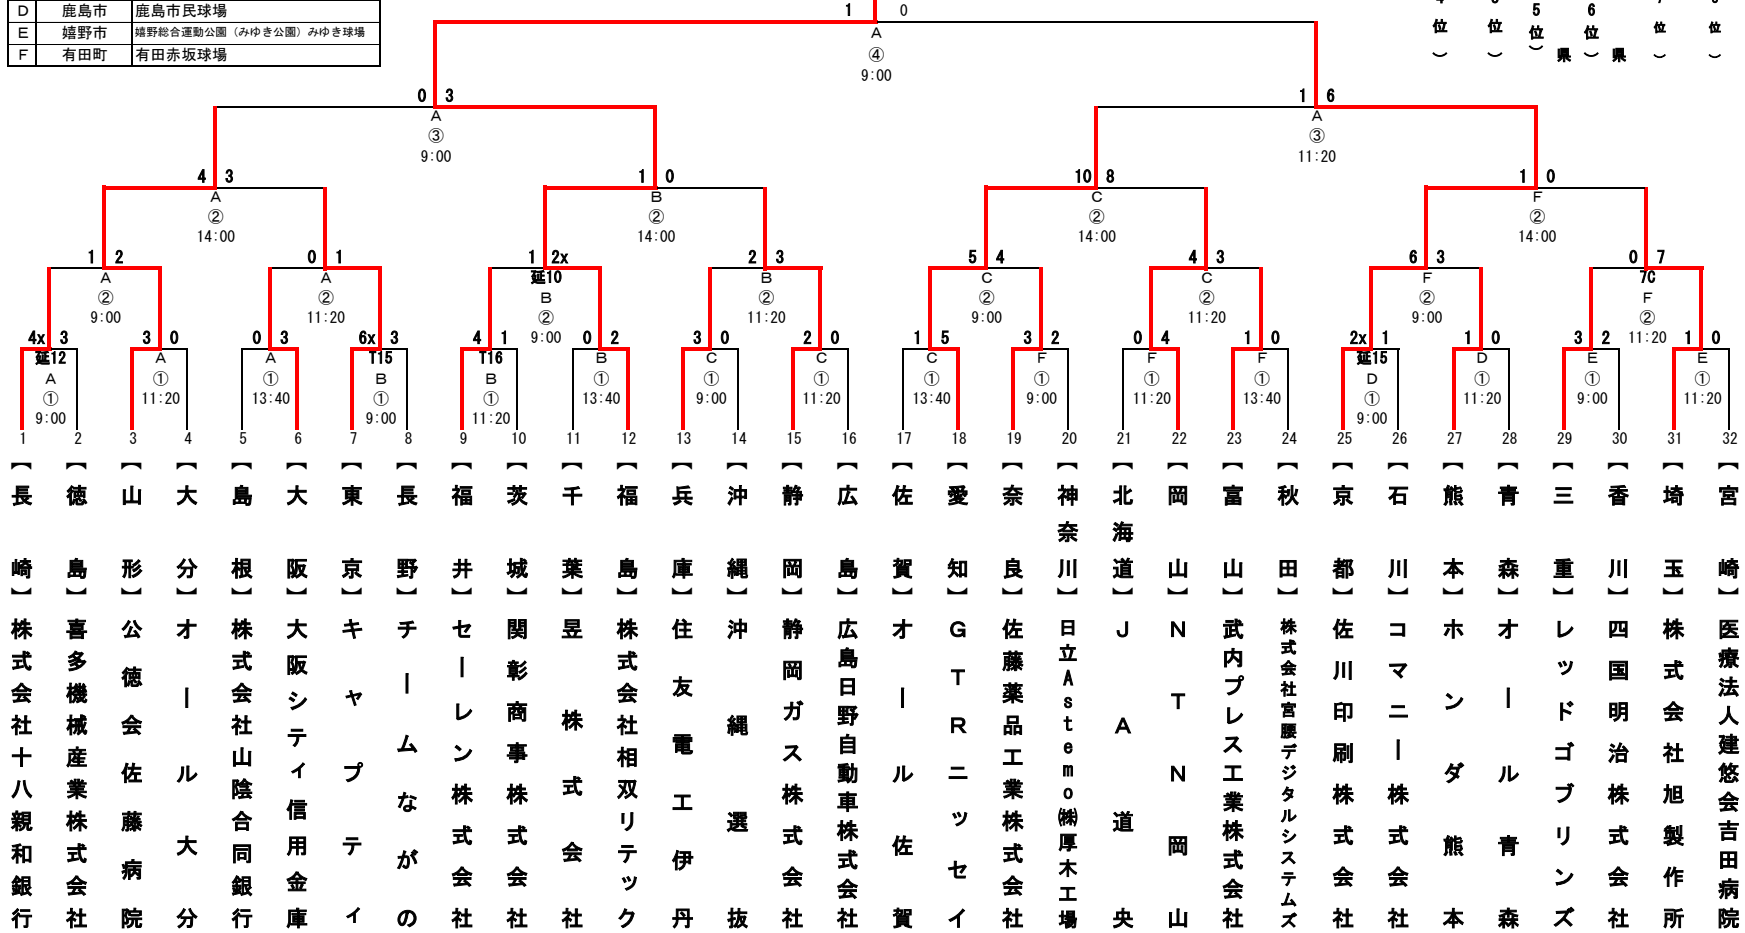 D 鹿島市 鹿島市民球場
E 嬉野市 嬉野総合運動公園（みゆき公園）みゆき球場
F 有田町 有田赤坂球場
位） 位） 5位） 県 6位） 県 位） 位）
1 0
A
④
9:00
0 3 1 6
A A
③ ③
9:00 11:20
4 3 1 0 10 8 1 0
A B C F
② ② ② ②
14:00 14:00 14:00 14:00
1 2 0 1 1 2x 2 3 5 4 4 3 6 3 0 7
延10 7C
A A B B C C F F
② ② ② ② ② ② ② ②
9:00 11:20 9:00 11:20 9:00 11:20 9:00 11:20
4x 3 3 0 0 3 6x 3 4 1 0 2 3 0 2 0 1 5 3 2 0 4 1 0 2x 1 1 0 3 2 1 0
延12 T15 T16 延15
A A A B B B C C C F F F D D E E
① ① ① ① ① ① ① ① ① ① ① ① ① ① ① ①
9:00 11:20 13:40 9:00 11:20 13:40 9:00 11:20 13:40 9:00 11:20 13:40 9:00 11:20 9:00 11:20
1 2 3 4 5 6 7 8 9 10 11 12 13 14 15 16 17 18 19 20 21 22 23 24 25 26 27 28 29 30 31 32
【長崎】株式会社十八親和銀行
【徳島】喜多機械産業株式会社
【山形】公徳会佐藤病院
【大分】オール大分
【島根】株式会社山陰合同銀行
【大阪】大阪シティ信用金庫
【東京】キャプティ
【長野】チームながの
【福井】セーレン株式会社
【茨城】関彰商事株式会社
【千葉】昱株式会社
【福島】株式会社相双リテック
【兵庫】住友電工伊丹
【沖縄】沖縄選抜
【静岡】静岡ガス株式会社
【広島】広島日野自動車株式会社
【佐賀】オール佐賀
【愛知】GTRニッセイ
【奈良】佐藤薬品工業株式会社
【神奈川】日立Astemo㈱厚木工場
【北海道】JA道央
【岡山】NTN岡山
【富山】武内プレス工業株式会社
【秋田】株式会社宮腰デジタルシステムズ
【京都】佐川印刷株式会社
【石川】コマニー株式会社
【熊本】ホンダ熊本
【青森】オール青森
【三重】レッドゴブリンズ
【香川】四国明治株式会社
【埼玉】株式会社旭製作所
【宮崎】医療法人建悠会吉田病院